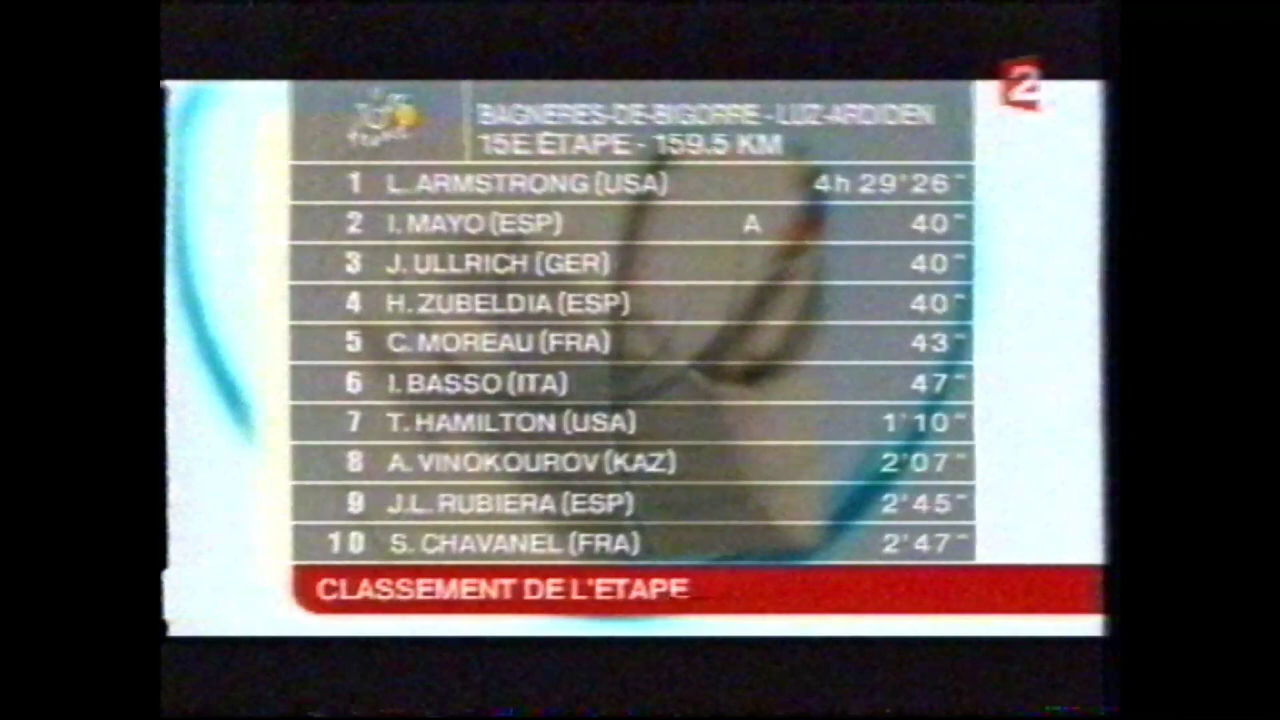 2
BAGNERES-DE-BIGORRE - LUZ-ARDIDEN
15E ÉTAPE - 159.5 KM
1 L. ARMSTRONG (USA) 4h 29'26"
2 I. MAYO (ESP) A 40"
3 J. ULLRICH (GER) 40"
4 H. ZUBELDIA (ESP) 40"
5 C. MOREAU (FRA) 43"
6 I. BASSO (ITA) 47"
7 T. HAMILTON (USA) 1'10"
8 A. VINOKOUROV (KAZ) 2'07"
9 J.L. RUBIERA (ESP) 2'45"
10 S. CHAVANEL (FRA) 2'47"
CLASSEMENT DE L'ETAPE